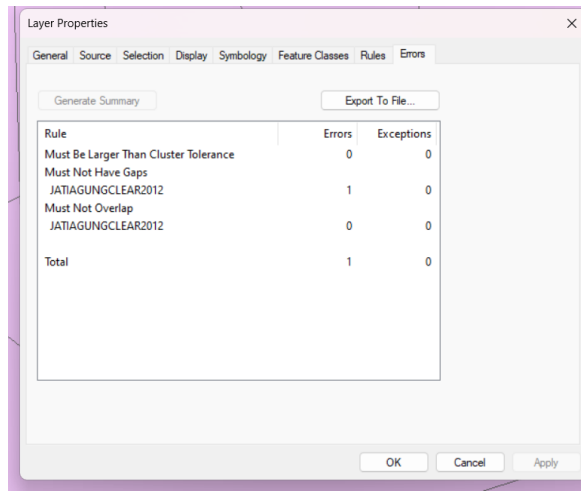 Layer Properties
General Source Selection Display Symbology Feature Classes Rules Errors
Generate Summary Export To File...
Rule Errors Exceptions
Must Be Larger Than Cluster Tolerance 0 0
Must Not Have Gaps
JATIAGUNGCLEAR2012 1 0
Must Not Overlap
JATIAGUNGCLEAR2012 0 0
Total 1 0
OK Cancel Apply